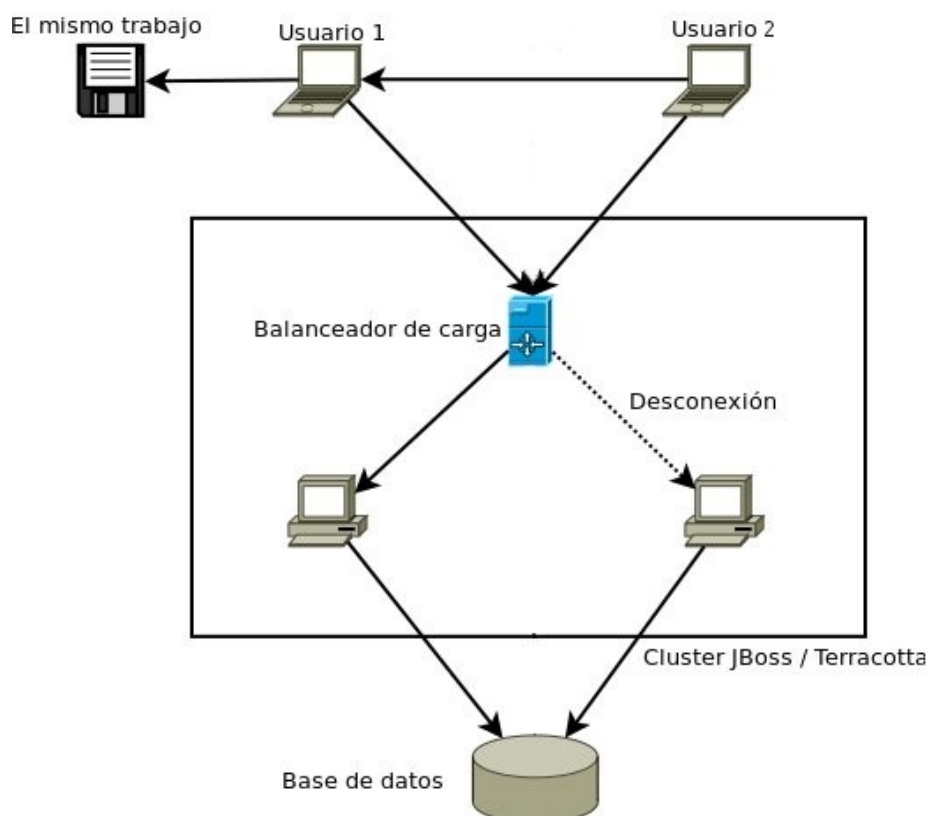 El mismo trabajo
Usuario 1
Usuario 2
Balanceador de carga
Desconexión
Cluster JBoss / Terracotta
Base de datos